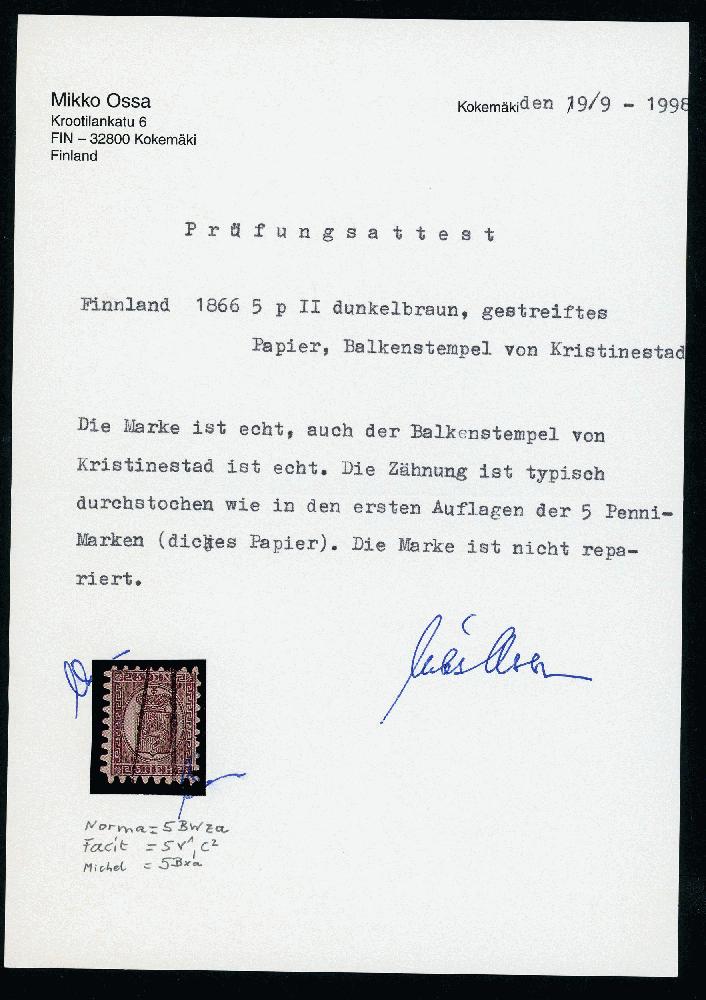 Mikko Ossa
Krootilankatu 6
FIN – 32800 Kokemäki
Finland
Kokemäki den 19/9 - 1998
Prüfungsattest
Finnland 1866 5 p II dunkelbraun, gestreiftes
Papier, Balkenstempel von Kristinestad
Die Marke ist echt, auch der Balkenstempel von
Kristinestad ist echt. Die Zähnung ist typisch
durchstochen wie in den ersten Auflagen der 5 Penni-
Marken (dickes Papier). Die Marke ist nicht repa-
riert.
Norma = 5BWza
Facit = 5v¹,c²
Michel = 5Bxa